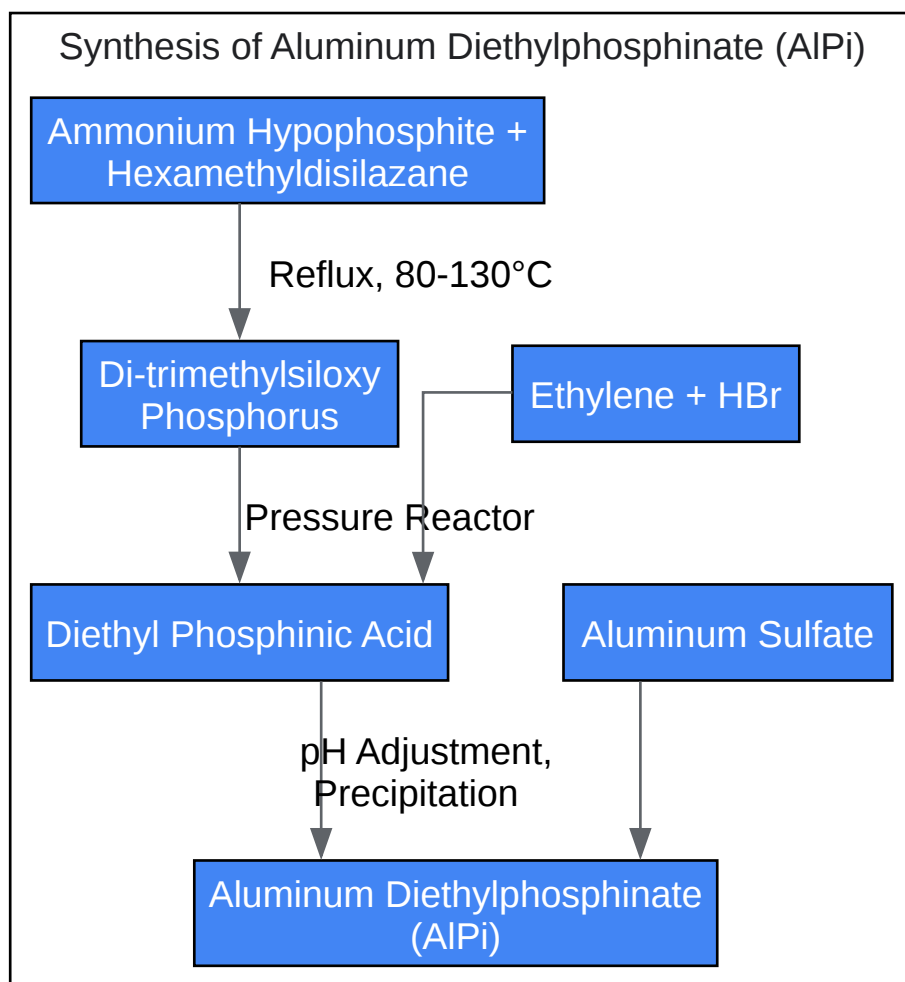 Synthesis of Aluminum Diethylphosphinate (AlPi)
Ammonium Hypophosphite +
Hexamethyldisilazane
Reflux, 80-130°C
Di-trimethylsiloxy
Phosphorus
Ethylene + HBr
Pressure Reactor
Diethyl Phosphinic Acid
Aluminum Sulfate
pH Adjustment,
Precipitation
Aluminum Diethylphosphinate
(AlPi)